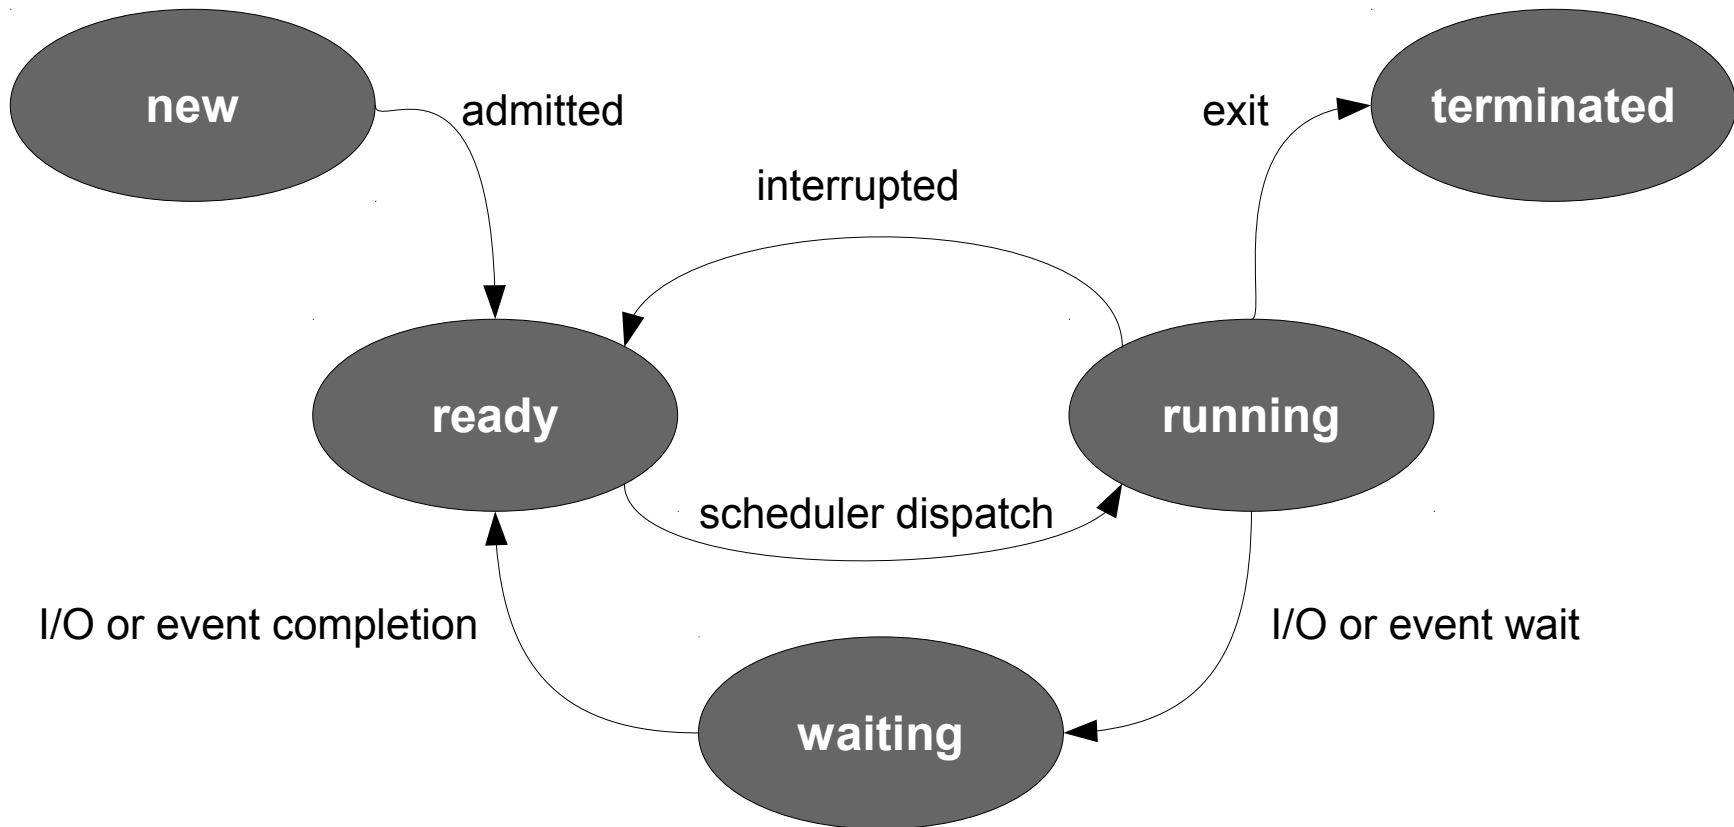 new
admitted
exit
terminated
interrupted
ready
running
scheduler dispatch
I/O or event completion
I/O or event wait
waiting